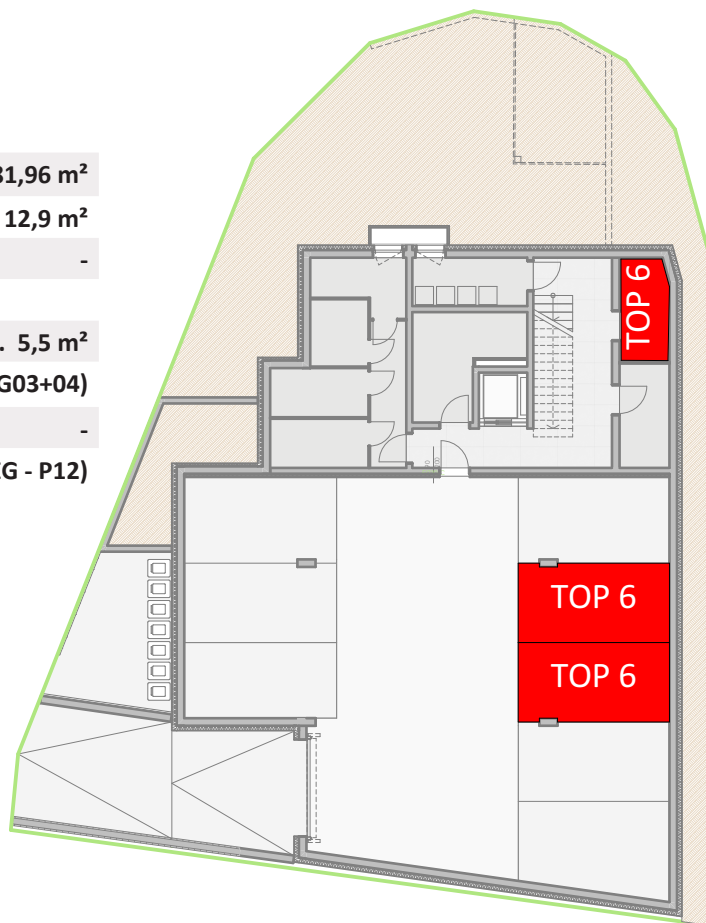 31,96 m²
12,9 m²
-
. 5,5 m²
G03+04)
-
G - P12)
TOP 6
TOP 6
TOP 6